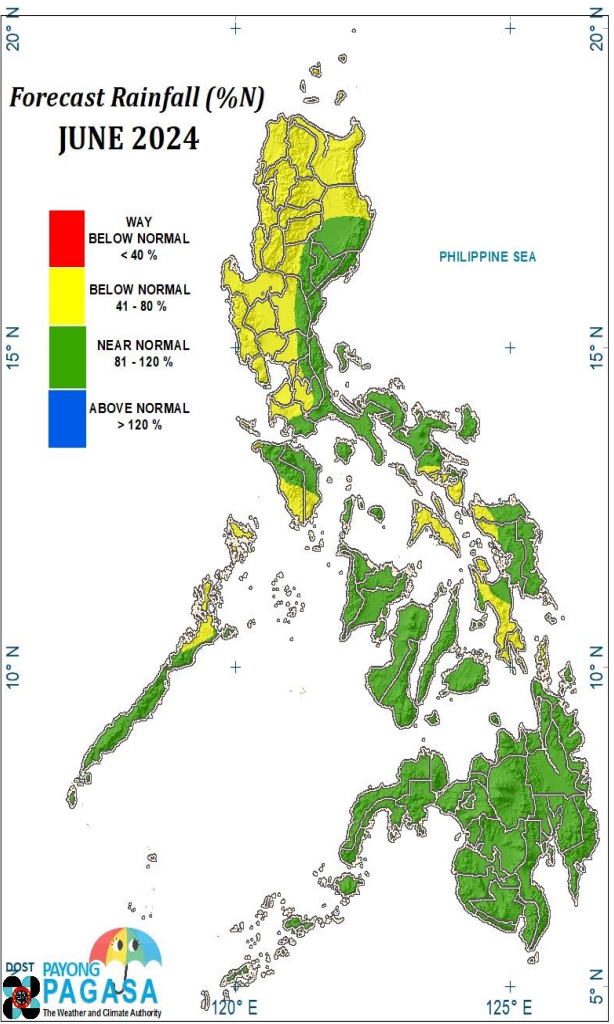 20° N
20° N
Forecast Rainfall (%N)
JUNE 2024
WAY
BELOW NORMAL
< 40 %
BELOW NORMAL
41 - 80 %
NEAR NORMAL
81 - 120 %
ABOVE NORMAL
> 120 %
PHILIPPINE SEA
15° N
15° N
10° N
10° N
DOST
PAYONG
PAGASA
The Weather and Climate Authority
120° E
125° E
5° N